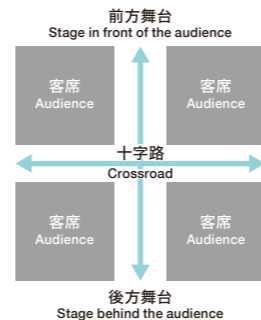 前方舞台
Stage in front of the audience
客席
Audience
客席
Audience
十字路
Crossroad
客席
Audience
客席
Audience
後方舞台
Stage behind the audience